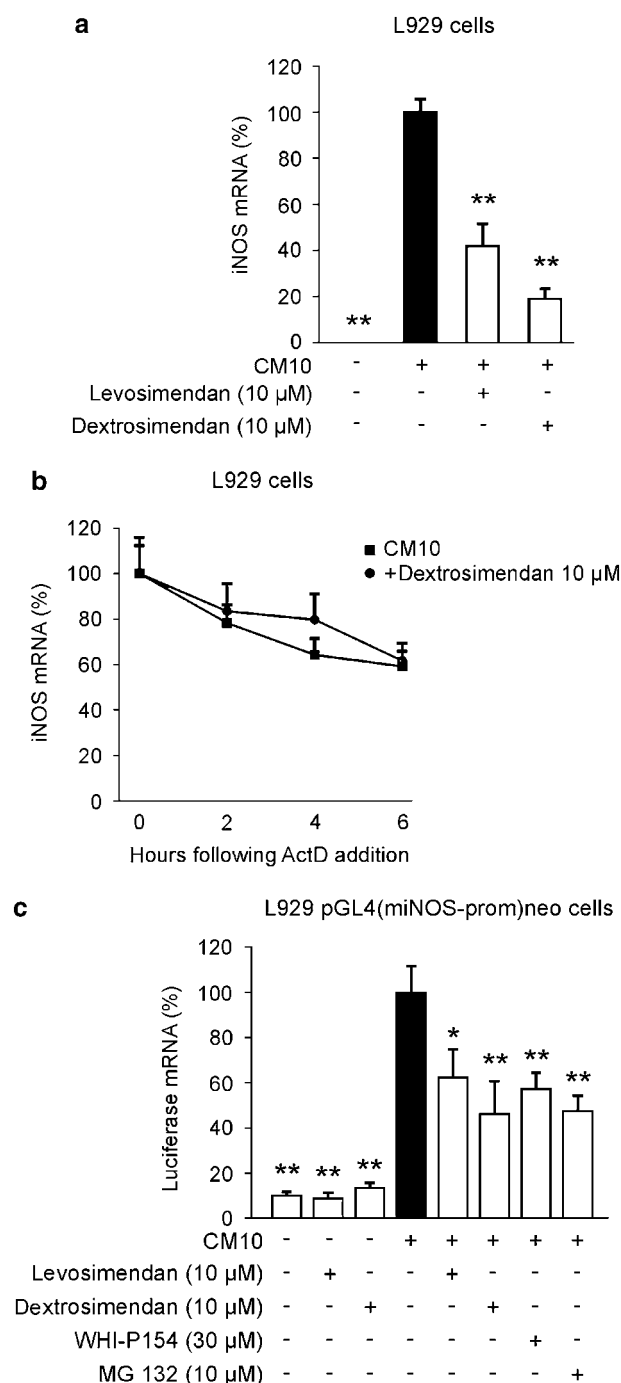 a
L929 cells
iNOS mRNA (%)
120
100
80
60
40
20
0
**
**
**
CM10 - + + +
Levosimendan (10 µM) - - + -
Dextrosimendan (10 µM) - - - +
b
L929 cells
iNOS mRNA (%)
120
100
80
60
40
20
0
CM10
+Dextrosimendan 10 µM
0 2 4 6
Hours following ActD addition
c
L929 pGL4(miNOS-prom)neo cells
Luciferase mRNA (%)
120
100
80
60
40
20
0
** ** ** * ** ** **
CM10 - - - + + + + +
Levosimendan (10 µM) - + - - + - - -
Dextrosimendan (10 µM) - - + - - + - -
WHI-P154 (30 µM) - - - - - - + -
MG 132 (10 µM) - - - - - - - +